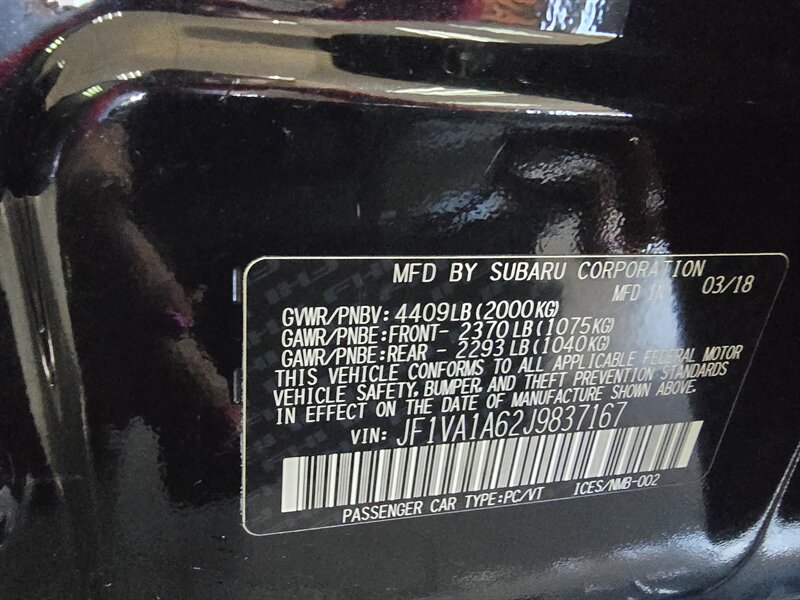 MFD BY SUBARU CORPORATION
MFD IN 03/18
GVWR/PNBV: 4409LB(2000KG)
GAWR/PNBE:FRONT- 2370LB(1075KG)
GAWR/PNBE:REAR - 2293LB(1040KG)
THIS VEHICLE CONFORMS TO ALL APPLICABLE FEDERAL MOTOR
VEHICLE SAFETY, BUMPER, AND THEFT PREVENTION STANDARDS
IN EFFECT ON THE DATE OF MANUFACTURE SHOWN ABOVE.
VIN: JF1VA1A62J9837167
PASSENGER CAR TYPE:PC/VT ICES/NMB-002